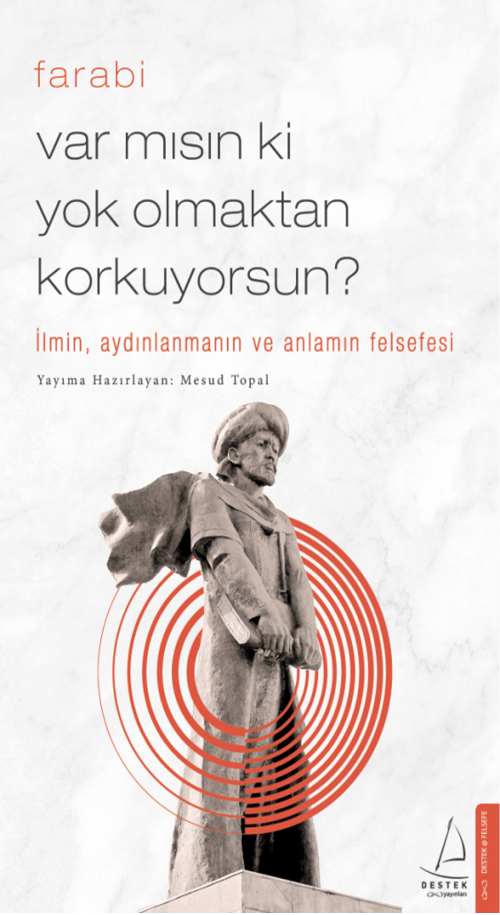 farabi
var mısın ki
yok olmaktan
korkuyorsun?
İlmin, aydınlanmanın ve anlamın felsefesi
Yayıma Hazırlayan: Mesud Topal
DESTEK
yayınları
DESTEK @ FELSEFE